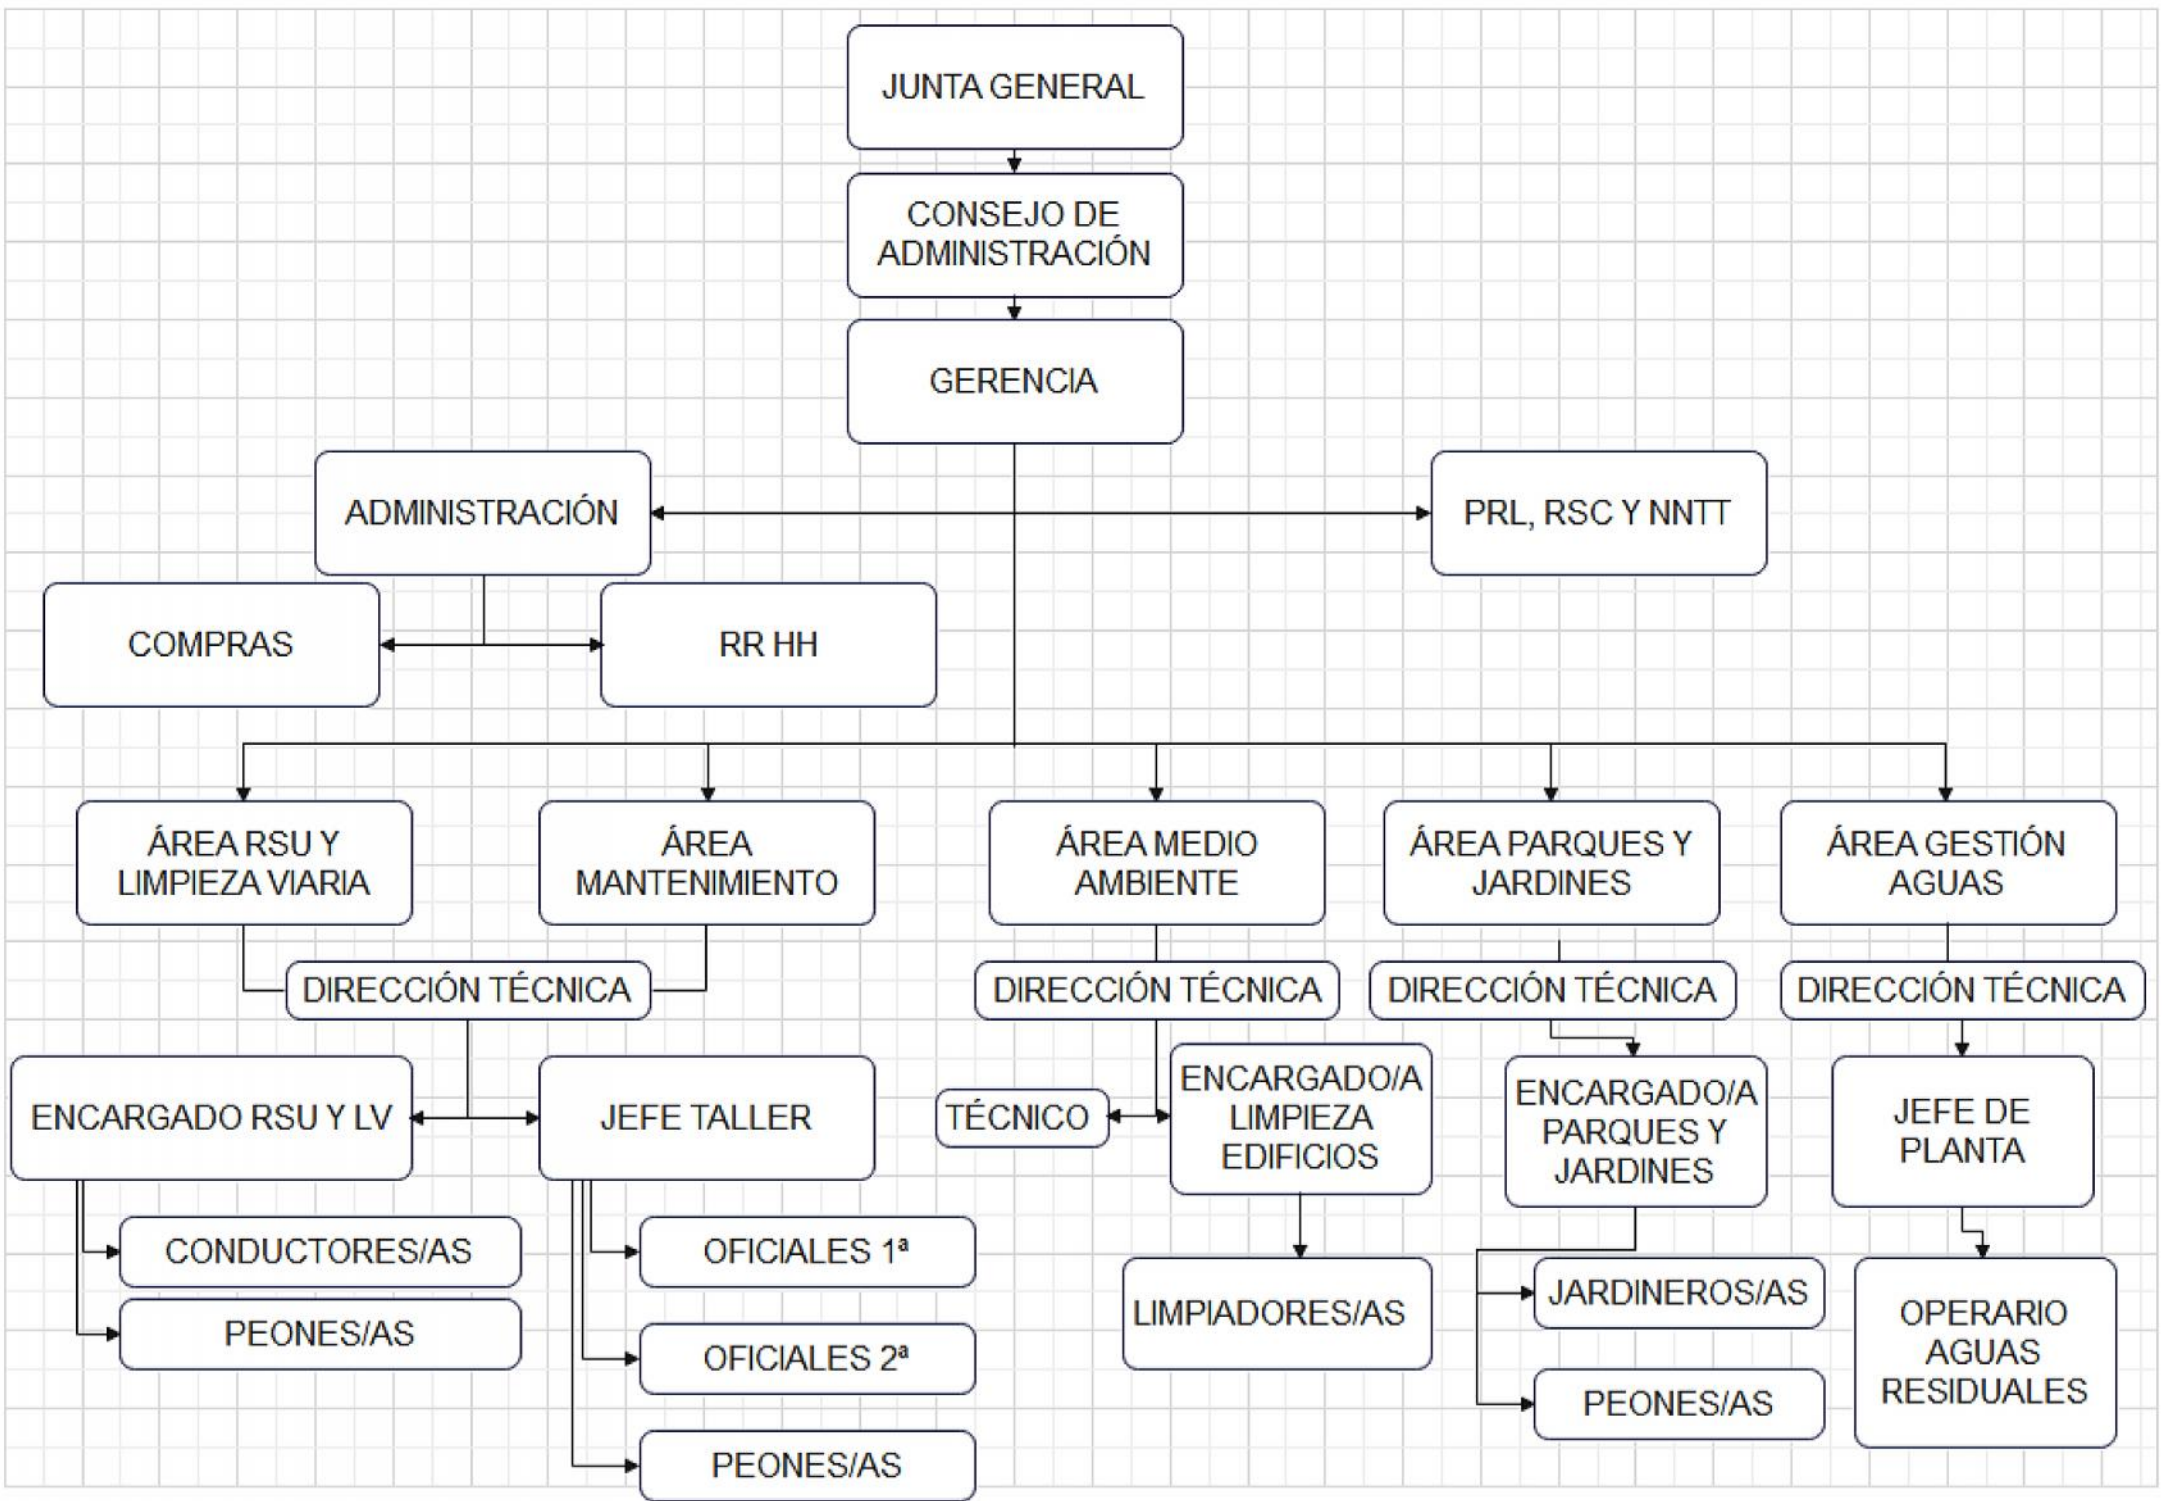 JUNTA GENERAL
CONSEJO DE
ADMINISTRACIÓN
GERENCIA
ADMINISTRACIÓN
PRL, RSC Y NNTT
COMPRAS
RR HH
ÁREA RSU Y
LIMPIEZA VIARIA
ÁREA
MANTENIMIENTO
ÁREA MEDIO
AMBIENTE
ÁREA PARQUES Y
JARDINES
ÁREA GESTIÓN
AGUAS
DIRECCIÓN TÉCNICA
DIRECCIÓN TÉCNICA
DIRECCIÓN TÉCNICA
DIRECCIÓN TÉCNICA
ENCARGADO RSU Y LV
JEFE TALLER
TÉCNICO
ENCARGADO/A
LIMPIEZA
EDIFICIOS
ENCARGADO/A
PARQUES Y
JARDINES
JEFE DE
PLANTA
CONDUCTORES/AS
PEONES/AS
OFICIALES 1ª
OFICIALES 2ª
PEONES/AS
LIMPIADORES/AS
JARDINEROS/AS
PEONES/AS
OPERARIO
AGUAS
RESIDUALES